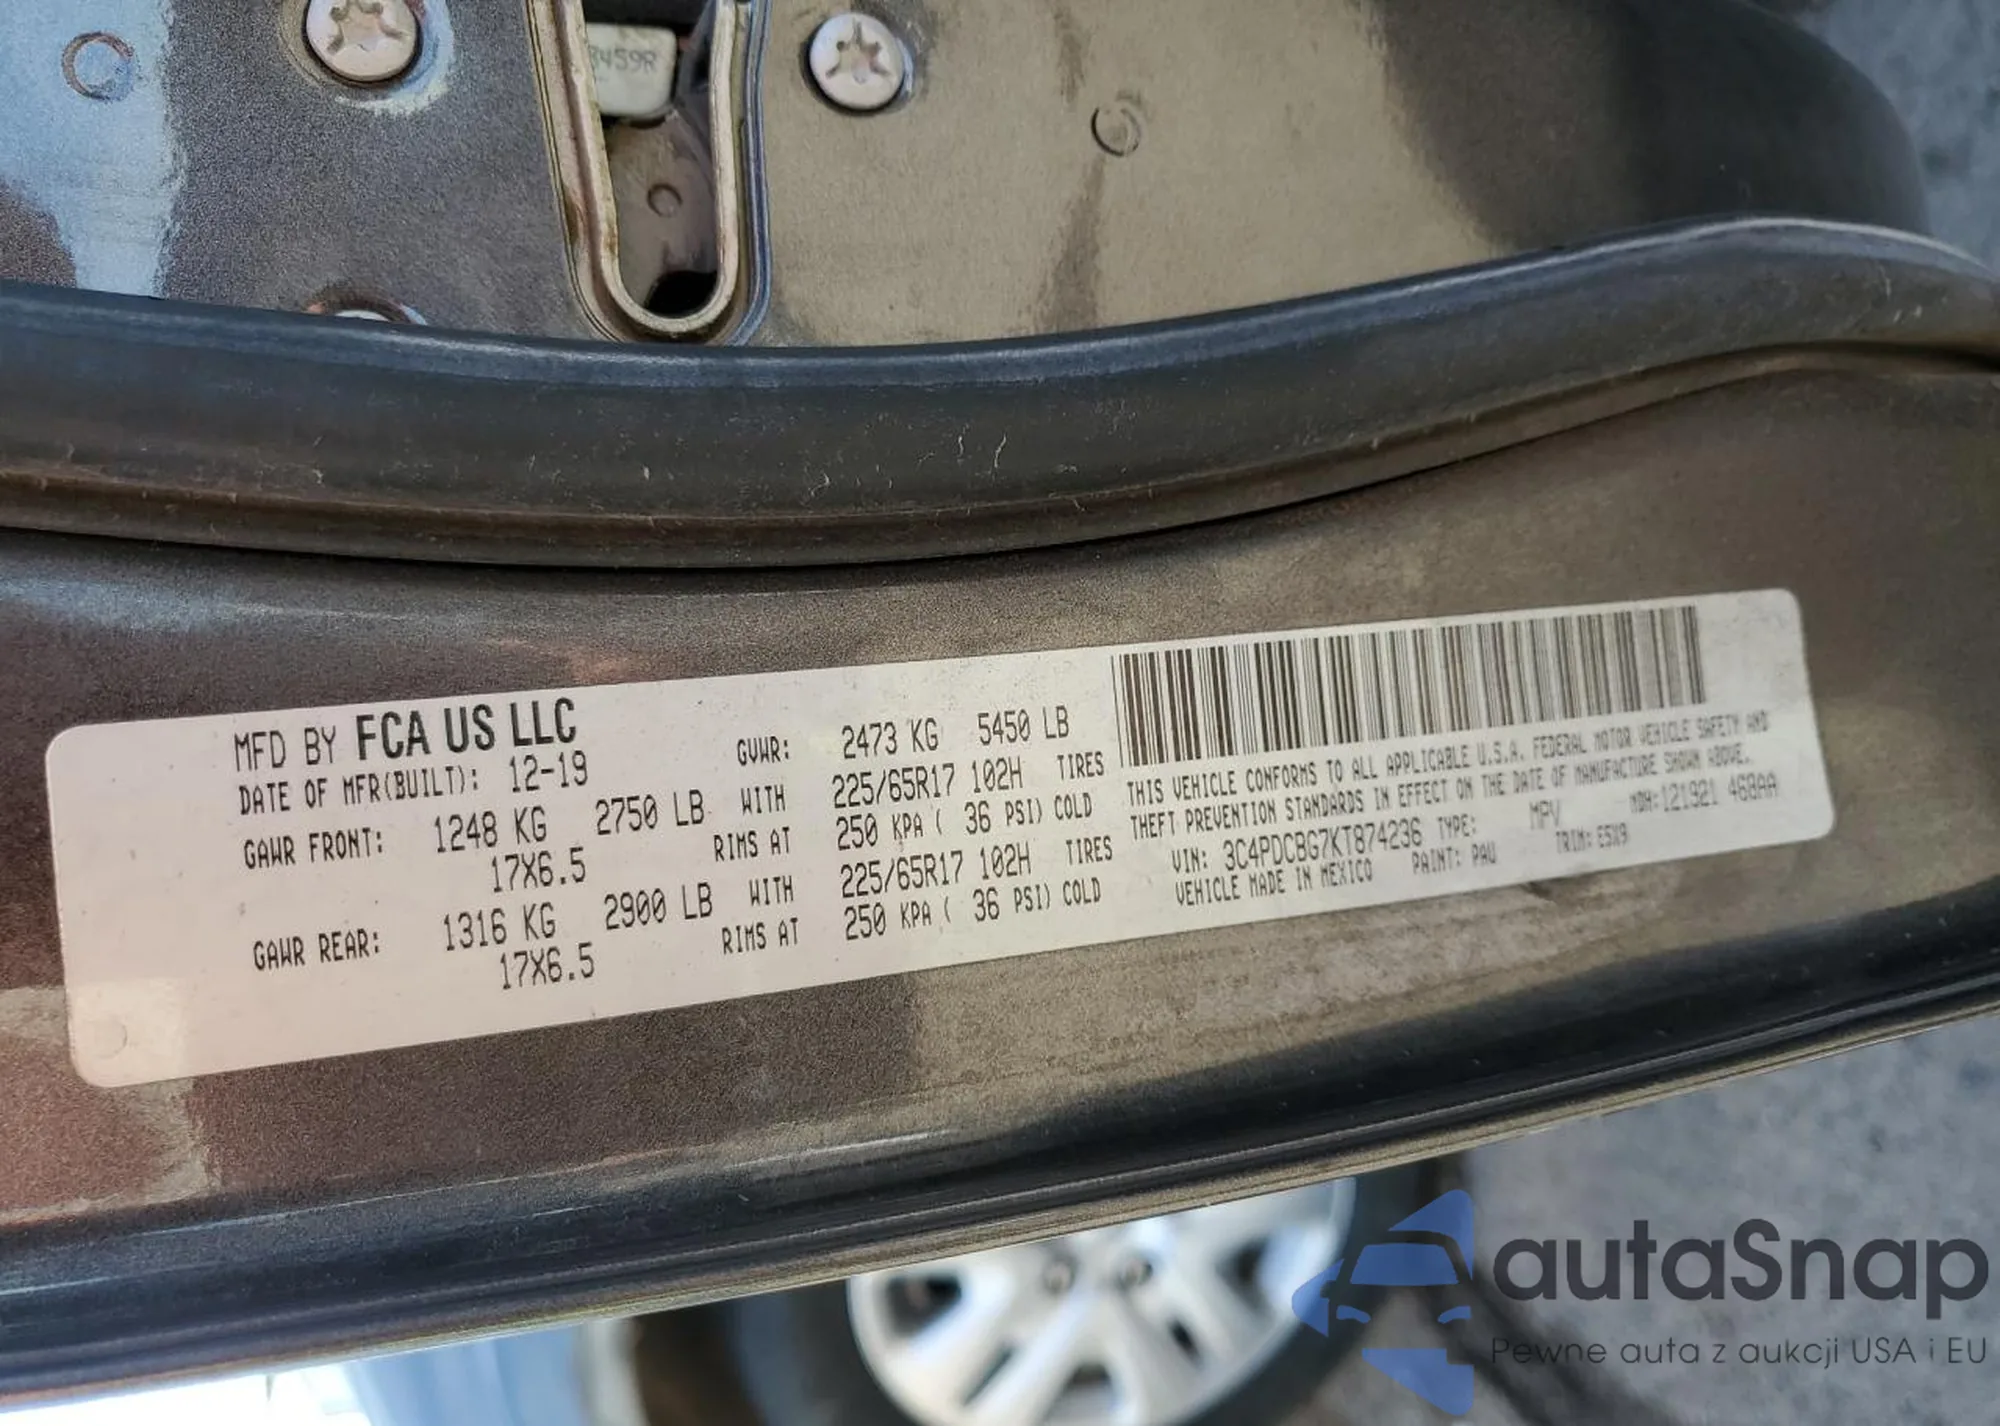 8459R
MFD BY FCA US LLC
DATE OF MFR(BUILT): 12-19
GVWR: 2473 KG 5450 LB
GAWR FRONT: 1248 KG 2750 LB WITH 225/65R17 102H TIRES
17X6.5 RIMS AT 250 KPA ( 36 PSI) COLD
GAWR REAR: 1316 KG 2900 LB WITH 225/65R17 102H TIRES
17X6.5 RIMS AT 250 KPA ( 36 PSI) COLD
THIS VEHICLE CONFORMS TO ALL APPLICABLE U.S.A. FEDERAL MOTOR VEHICLE SAFETY AND
THEFT PREVENTION STANDARDS IN EFFECT ON THE DATE OF MANUFACTURE SHOWN ABOVE.
VIN: 3C4PDCBG7KT874236 TYPE: MPV MDH:121921 468AA
VEHICLE MADE IN MEXICO PAINT: PAU TRIM: E5X9
autaSnap
Pewne auta z aukcji USA i EU